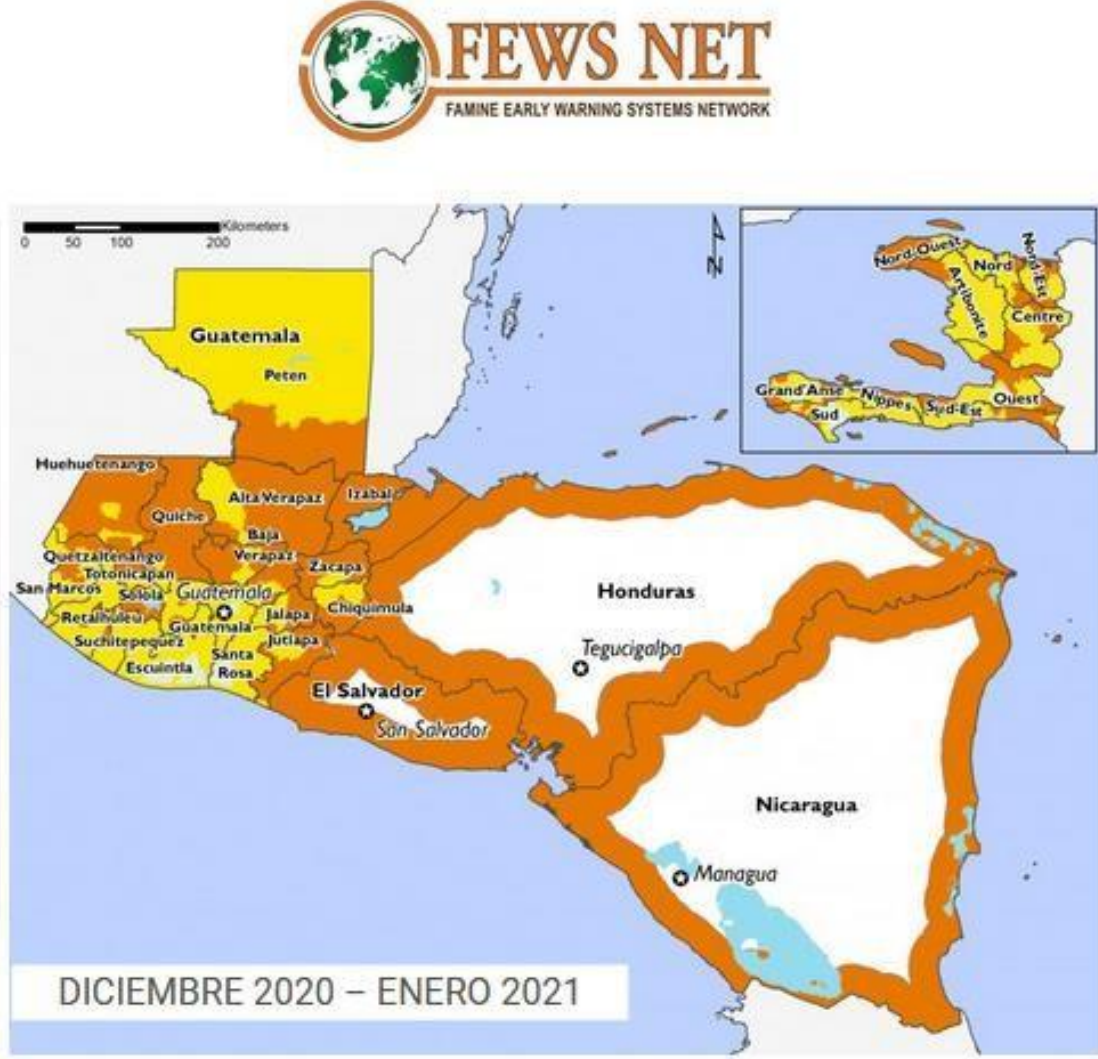 FEWS NET
FAMINE EARLY WARNING SYSTEMS NETWORK
Kilometers
0 50 100 200
N
Nord-Ouest
Nord
Nord-Est
Artibonite
Centre
Grand Anse
Nippes
Sud-Est
Ouest
Sud
Guatemala
Peten
Huehuetenango
Quiche
Alta Verapaz
Izabal
Baja
Verapaz
Zacapa
Quetzaltenango
Totonicapan
San Marcos
Solola
Guatemala
Retalhuleu
Guatemala
Jalapa
Chiquimula
Suchitepequez
Jutiapa
Escuintla
Santa
Rosa
Honduras
Tegucigalpa
El Salvador
San Salvador
Nicaragua
Managua
DICIEMBRE 2020 – ENERO 2021